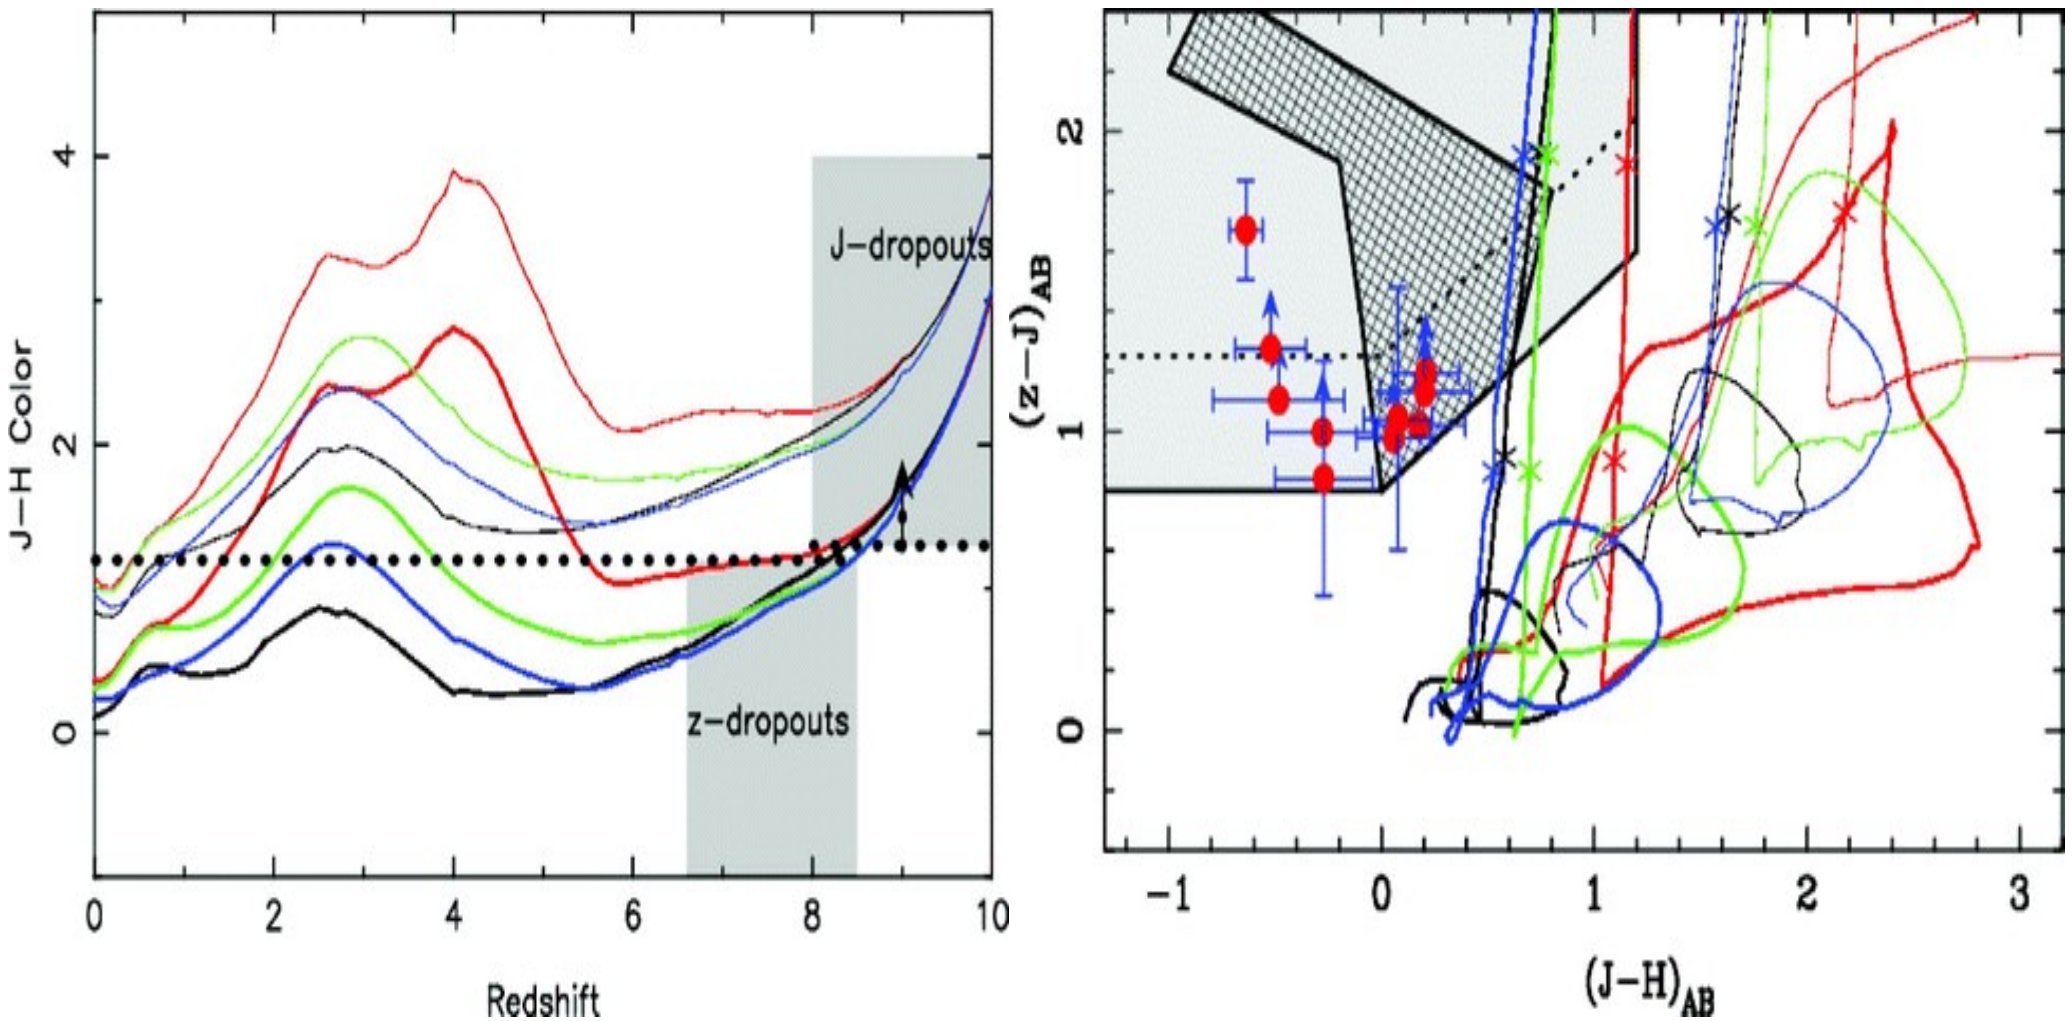 4
J-dropouts
J-H Color
2
0
z-dropouts
0 2 4 6 8 10
Redshift
2
(z-J)AB
1
0
-1 0 1 2 3
(J-H)AB